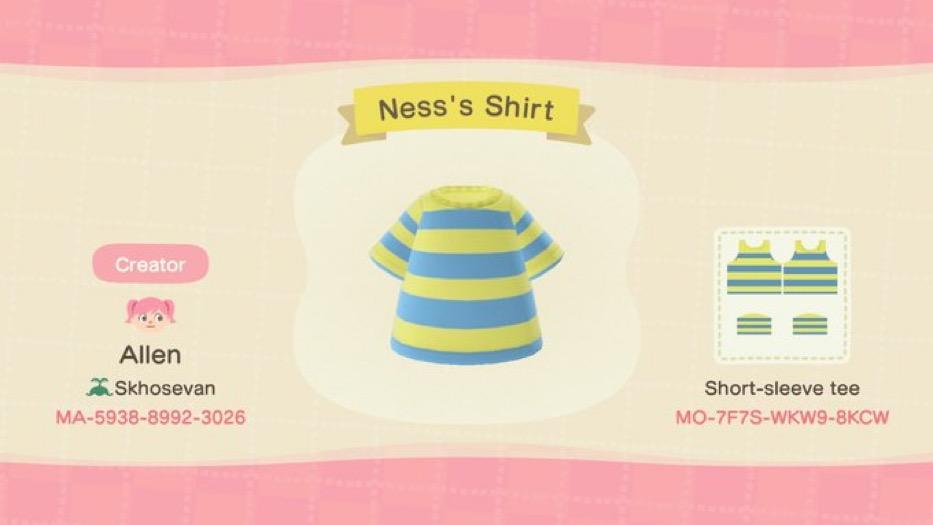 Ness's Shirt
Creator
Allen
Skhosevan
MA-5938-8992-3026
Short-sleeve tee
MO-7F7S-WKW9-8KCW